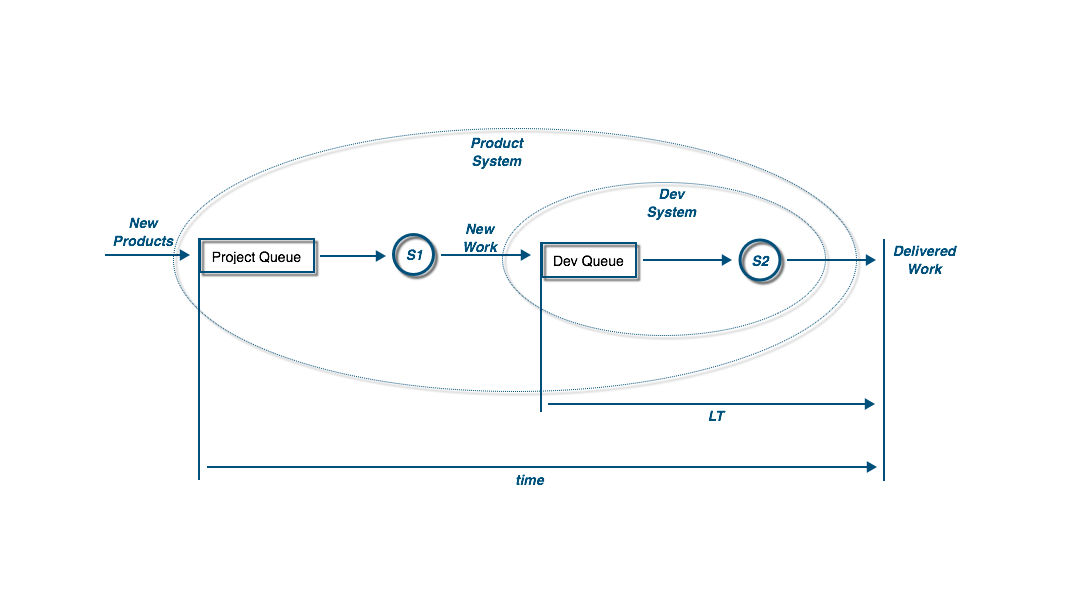 Product
System
Dev
System
New
Products
Project Queue
S1
New
Work
Dev Queue
S2
Delivered
Work
LT
time